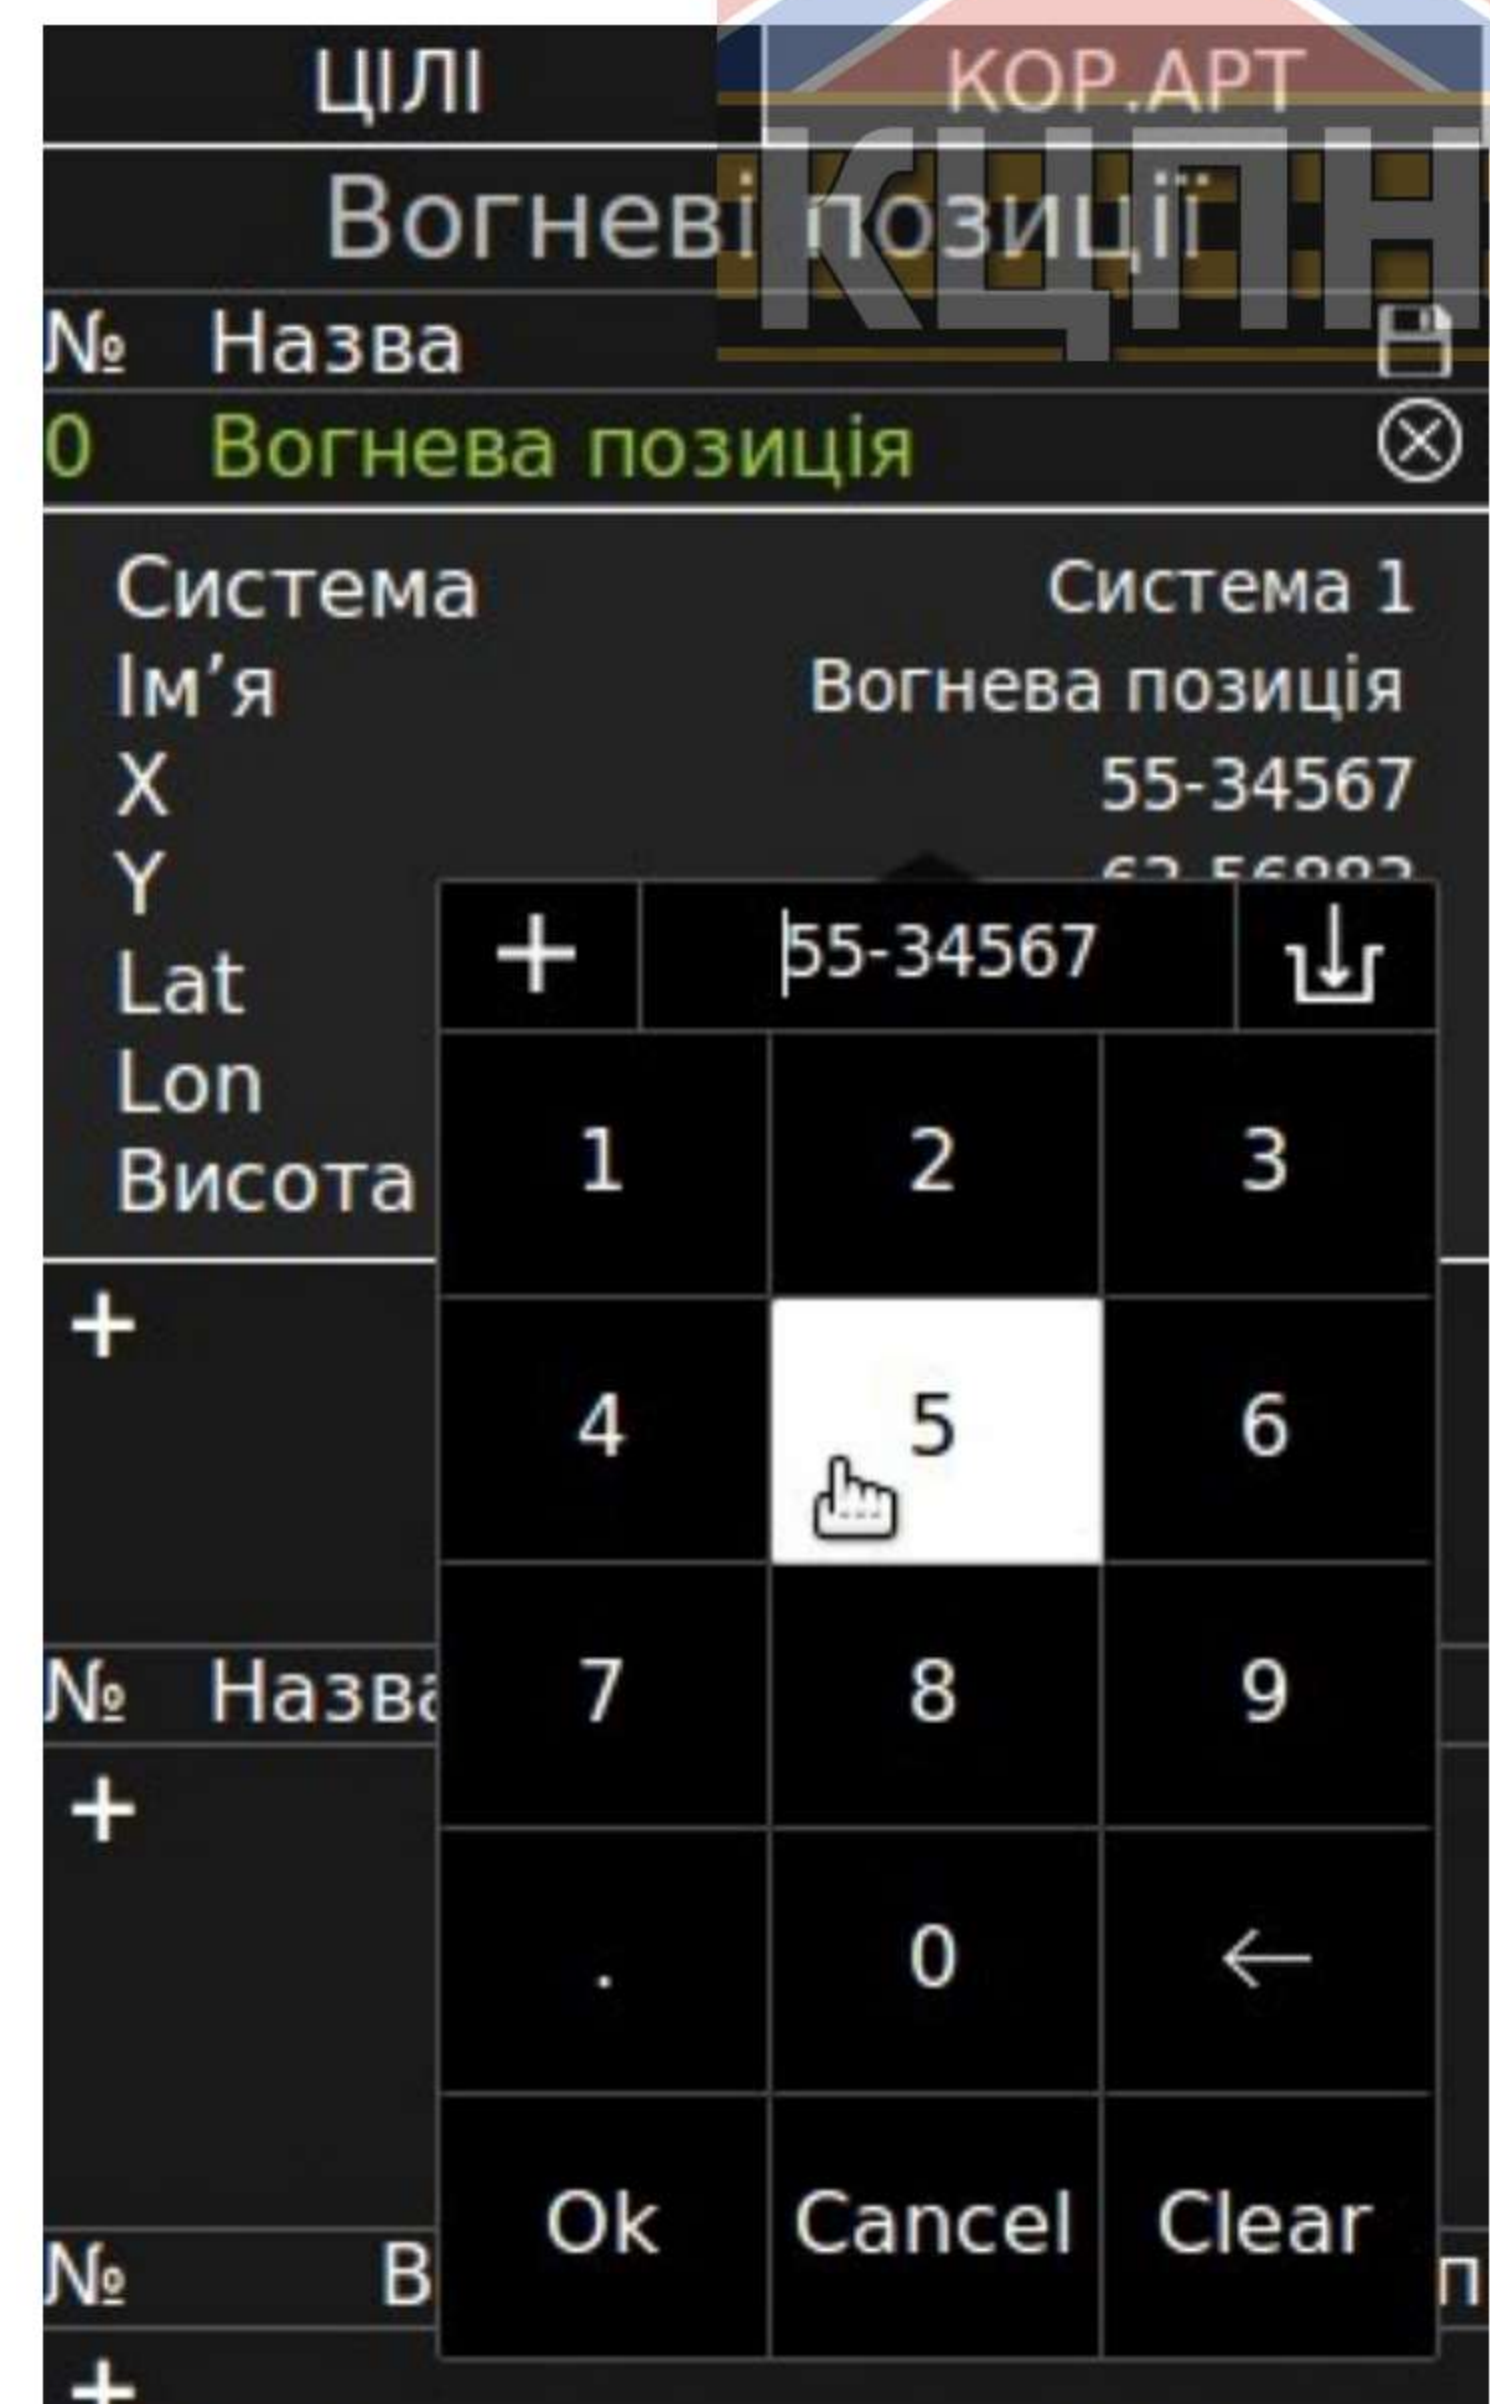 ЦІЛІ КОР.АРТ
КЦПН
Вогневі позиції
№ Назва
0 Вогнева позиція
Система Система 1
Ім’я Вогнева позиція
X 55-34567
Y
Lat
Lon
Висота
+ 55-34567
1 2 3
+
4 5 6
7 8 9
№ Назва
+
. 0 ←
Ok Cancel Clear
№ В п
+